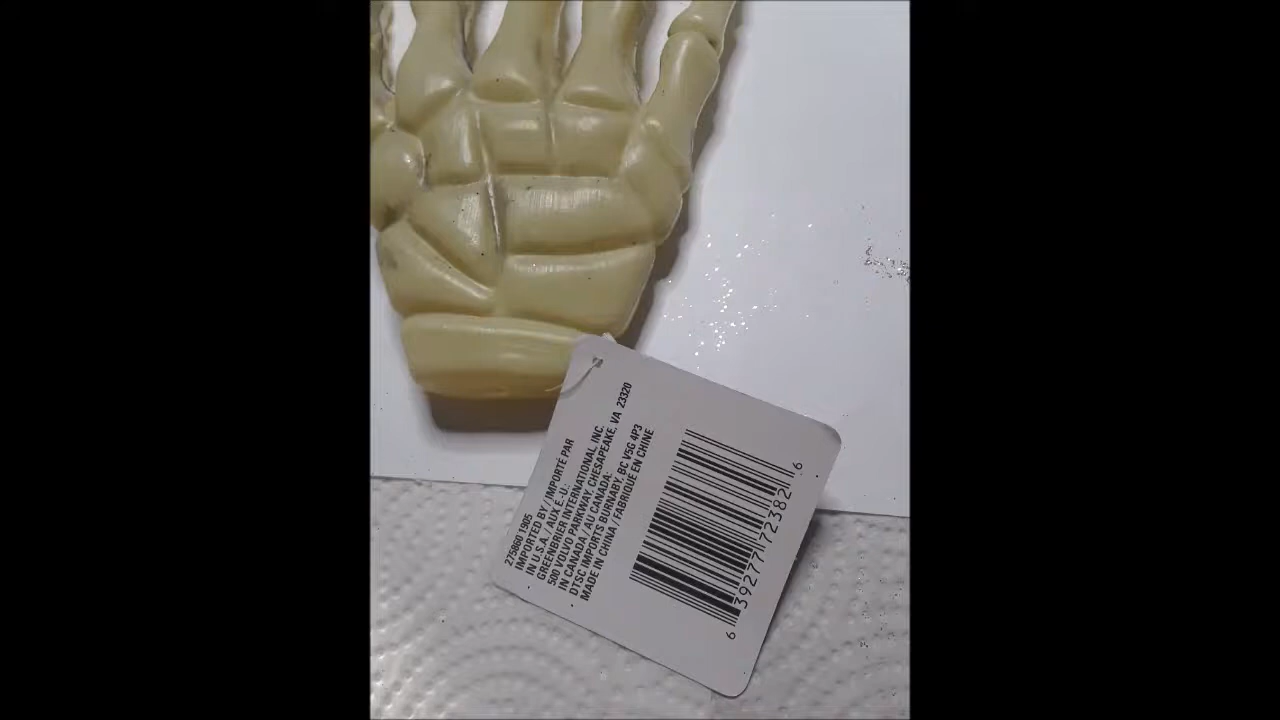 275860 1905
IMPORTED BY / IMPORTÉ PAR
IN U.S.A. / AUX É.-U.:
GREENBRIER INTERNATIONAL, INC.
500 VOLVO PARKWAY, CHESAPEAKE, VA 23320
IN CANADA / AU CANADA:
DTSC IMPORTS BURNABY, BC V5G 4P3
MADE IN CHINA / FABRIQUÉ EN CHINE
6 39277 72382 6